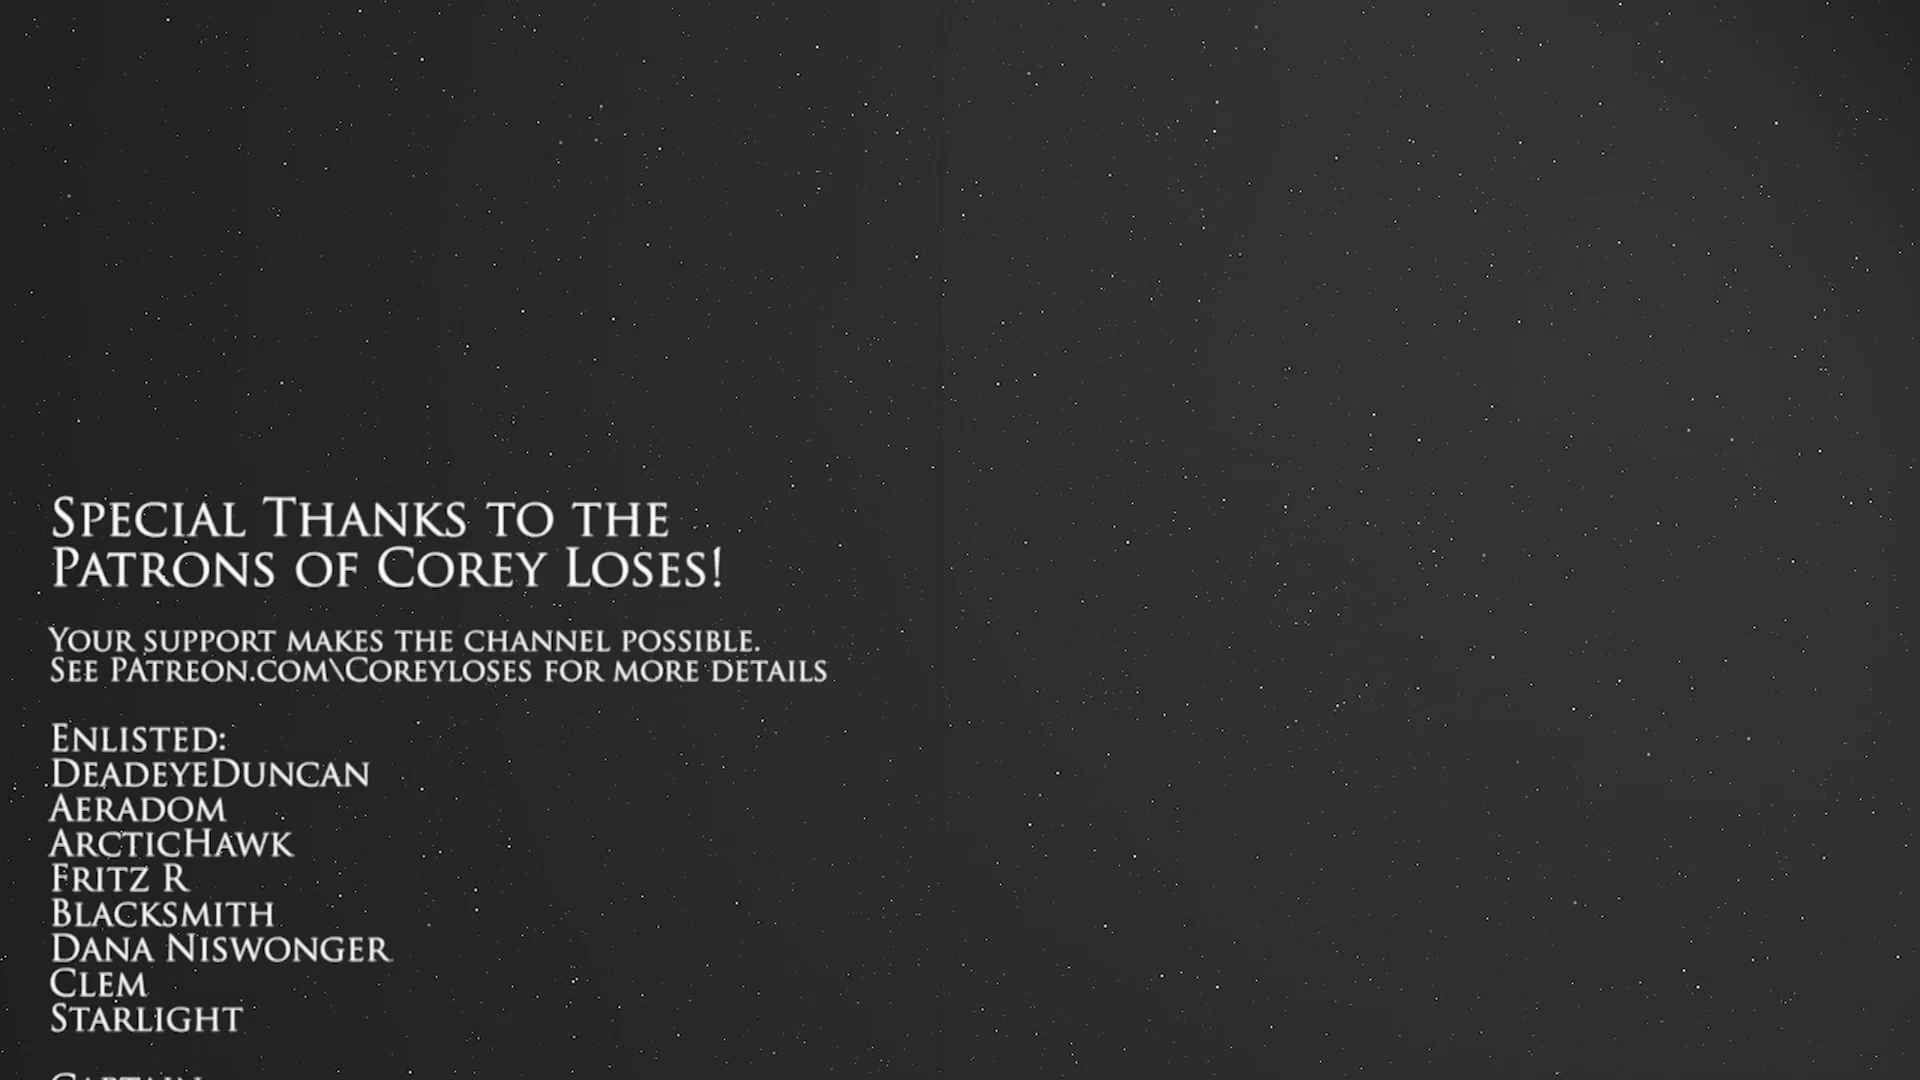 Special Thanks to the
Patrons of Corey Loses!
Your support makes the channel possible.
See Patreon.com\Coreyloses for more details
Enlisted:
DeadeyeDuncan
Aeradom
ArcticHawk
Fritz R
Blacksmith
Dana Niswonger
Clem
Starlight